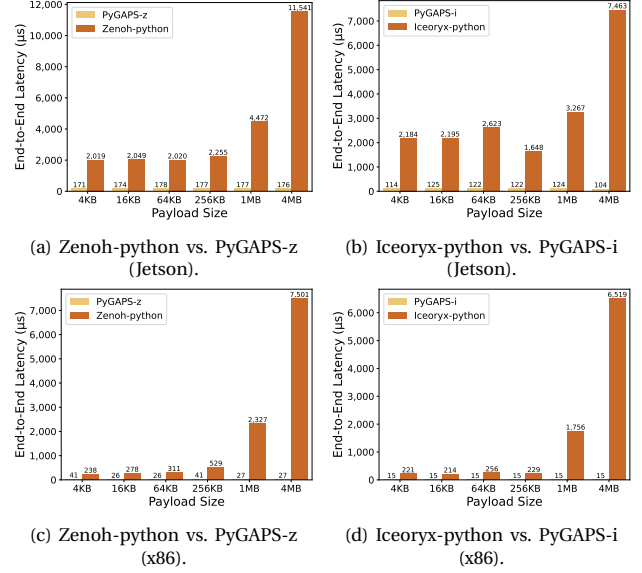 PyGAPS-z
Zenoh-python
End-to-End Latency (μs)
12,000
10,000
8,000
6,000
4,000
2,000
0
171 2,019 174 2,049 178 2,020 177 2,255 177 4,472 176 11,541
4KB 16KB 64KB 256KB 1MB 4MB
Payload Size
(a) Zenoh-python vs. PyGAPS-z
(Jetson).
PyGAPS-i
Iceoryx-python
End-to-End Latency (μs)
7,000
6,000
5,000
4,000
3,000
2,000
1,000
0
114 2,184 125 2,195 122 2,623 122 1,648 124 3,267 104 7,463
4KB 16KB 64KB 256KB 1MB 4MB
Payload Size
(b) Iceoryx-python vs. PyGAPS-i
(Jetson).
PyGAPS-z
Zenoh-python
End-to-End Latency (μs)
7,000
6,000
5,000
4,000
3,000
2,000
1,000
0
41 238 26 278 26 311 41 529 27 2,327 27 7,501
4KB 16KB 64KB 256KB 1MB 4MB
Payload Size
(c) Zenoh-python vs. PyGAPS-z
(x86).
PyGAPS-i
Iceoryx-python
End-to-End Latency (μs)
6,000
5,000
4,000
3,000
2,000
1,000
0
15 221 15 214 15 256 15 229 15 1,756 15 6,519
4KB 16KB 64KB 256KB 1MB 4MB
Payload Size
(d) Iceoryx-python vs. PyGAPS-i
(x86).